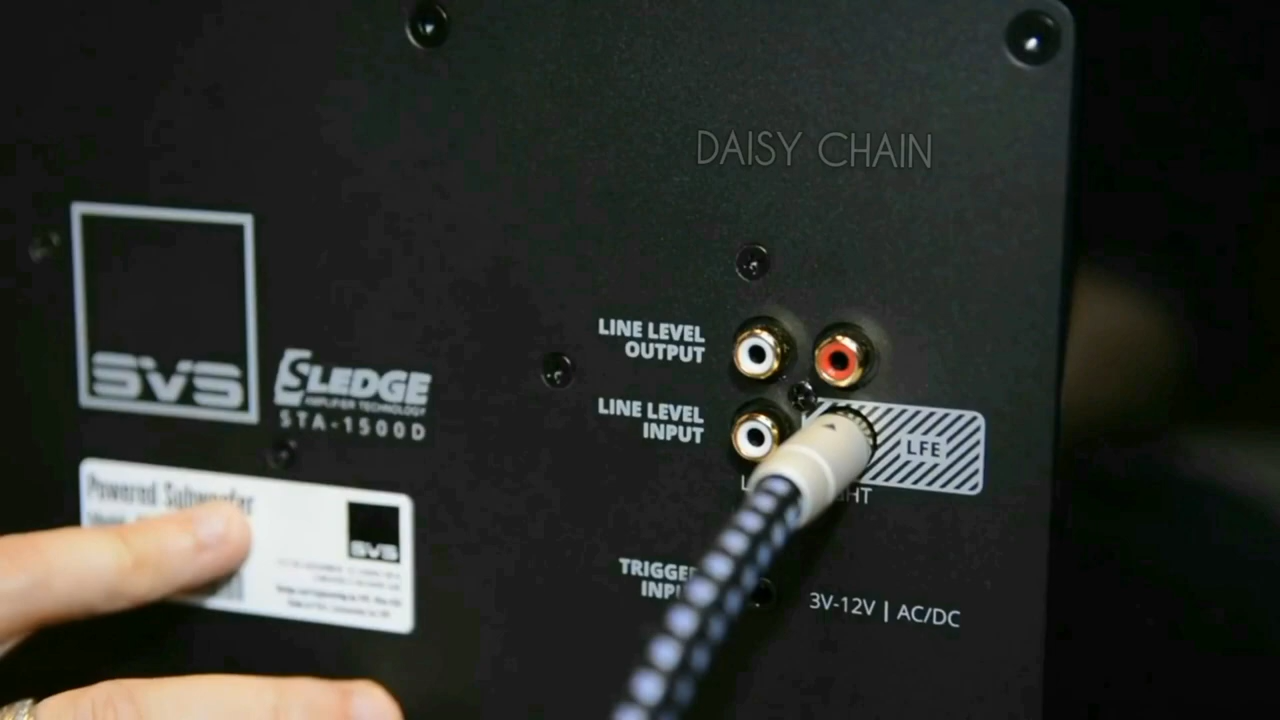 DAISY CHAIN
LINE LEVEL
OUTPUT
SVS
SLEDGE
AMPLIFIER TECHNOLOGY
STA-1500D
LINE LEVEL
INPUT
LFE
Powered Subwoofer
SVS
TRIGGER
3V-12V | AC/DC